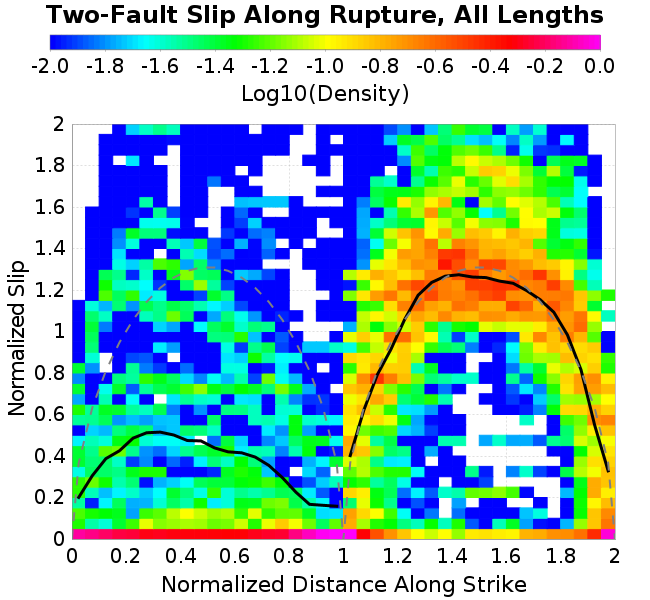 Two-Fault Slip Along Rupture, All Lengths
-2.0 -1.8 -1.6 -1.4 -1.2 -1.0 -0.8 -0.6 -0.4 -0.2 0.0
Log10(Density)
2
1.8
1.6
1.4
1.2
1
0.8
0.6
0.4
0.2
0
Normalized Slip
0 0.2 0.4 0.6 0.8 1 1.2 1.4 1.6 1.8 2
Normalized Distance Along Strike